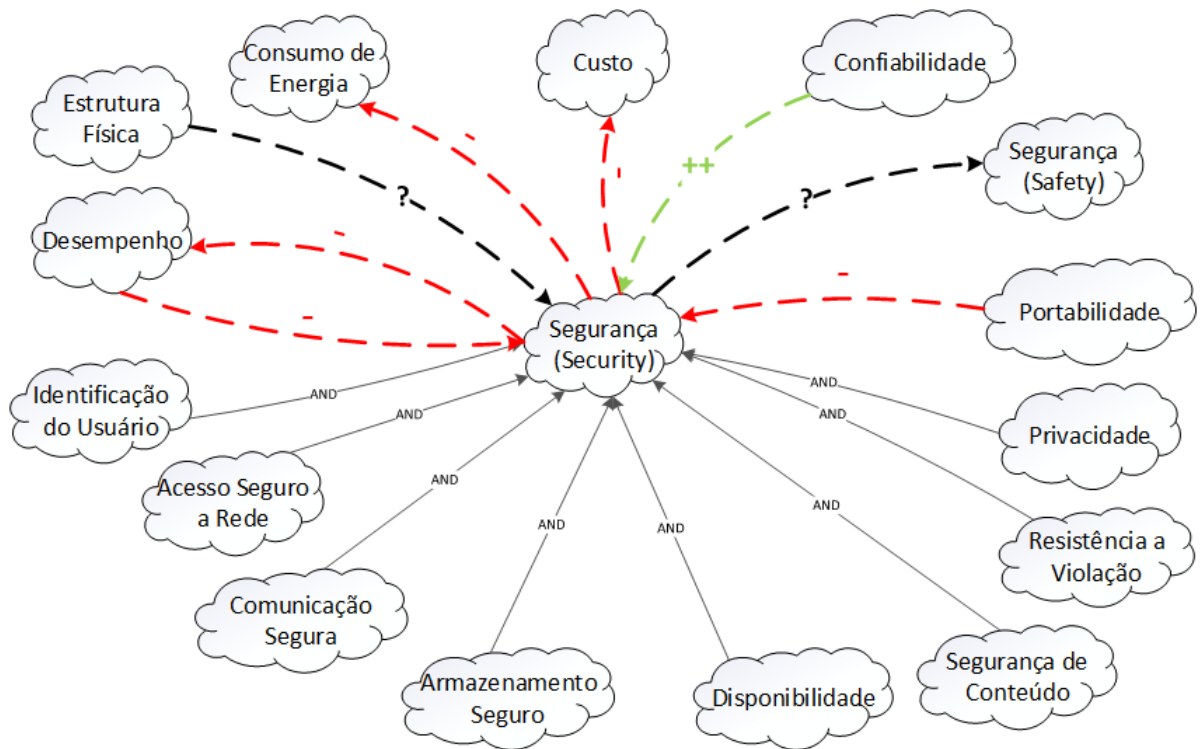 Consumo de
Energia
Custo
Confiabilidade
Estrutura
Física
Segurança
(Safety)
-
-
++
?
?
Desempenho
-
-
-
Portabilidade
Segurança
(Security)
Identificação
do Usuário
AND
AND
AND
AND
AND
AND
AND
AND
Privacidade
Acesso Seguro
a Rede
Resistência a
Violação
Comunicação
Segura
Armazenamento
Seguro
Disponibilidade
Segurança de
Conteúdo